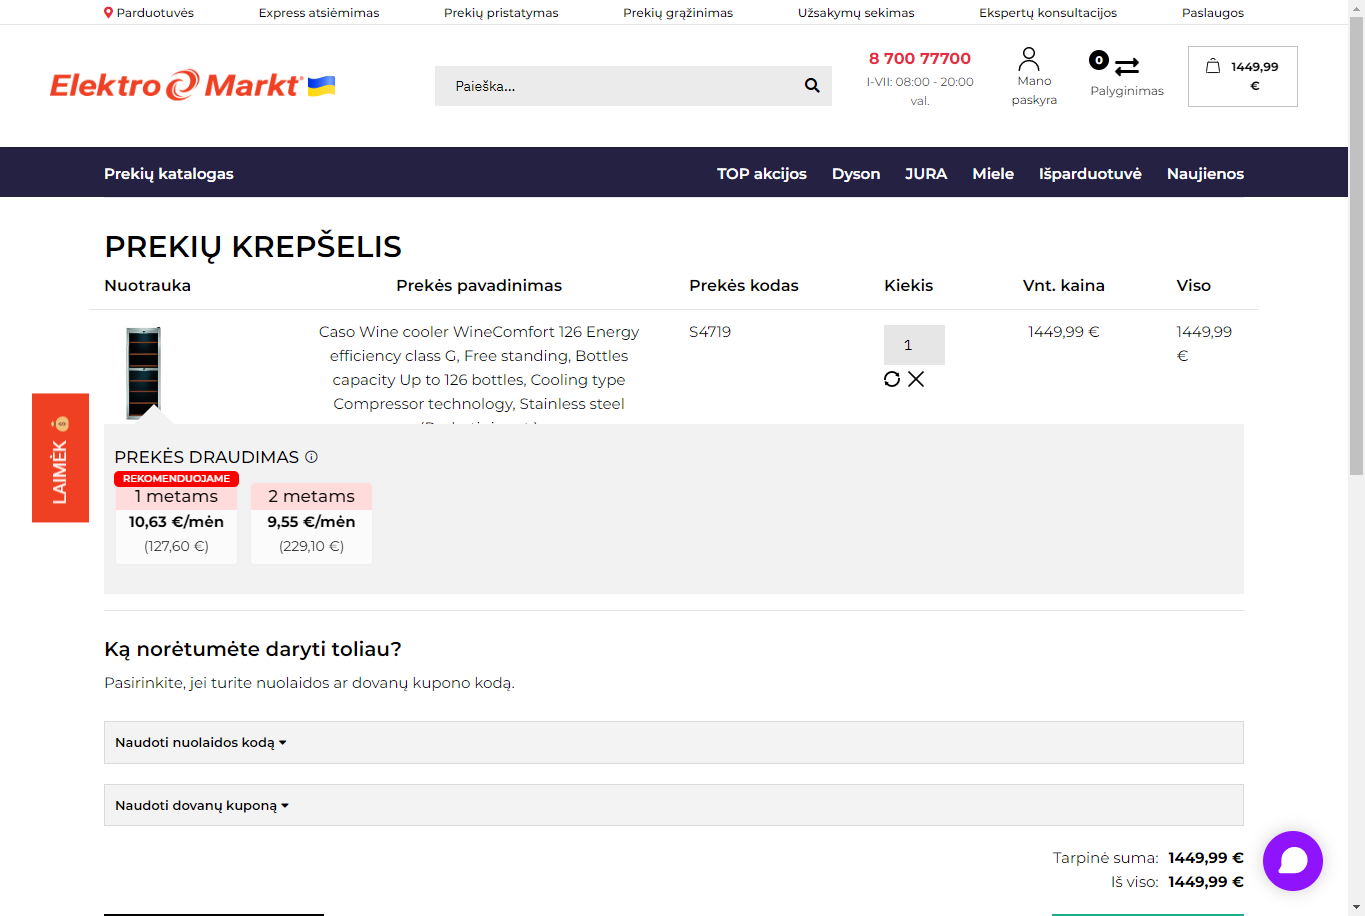 Parduotuvės Express atsiėmimas Prekių pristatymas Prekių grąžinimas Užsakymų sekimas Ekspertų konsultacijos Paslaugos
Elektro Markt
Paieška...
8 700 77700
I-VII: 08:00 - 20:00
val.
Mano
paskyra
0
Palyginimas
1449,99
€
Prekių katalogas TOP akcijos Dyson JURA Miele Išparduotuvė Naujienos
PREKIŲ KREPŠELIS
Nuotrauka Prekės pavadinimas Prekės kodas Kiekis Vnt. kaina Viso
Caso Wine cooler WineComfort 126 Energy
efficiency class G, Free standing, Bottles
capacity Up to 126 bottles, Cooling type
Compressor technology, Stainless steel
S4719
1
1449,99 €
1449,99
€
LAIMĖK
PREKĖS DRAUDIMAS
REKOMENDUOJAME
1 metams
10,63 €/mėn
(127,60 €)
2 metams
9,55 €/mėn
(229,10 €)
Ką norėtumėte daryti toliau?
Pasirinkite, jei turite nuolaidos ar dovanų kupono kodą.
Naudoti nuolaidos kodą
Naudoti dovanų kuponą
Tarpinė suma: 1449,99 €
Iš viso: 1449,99 €